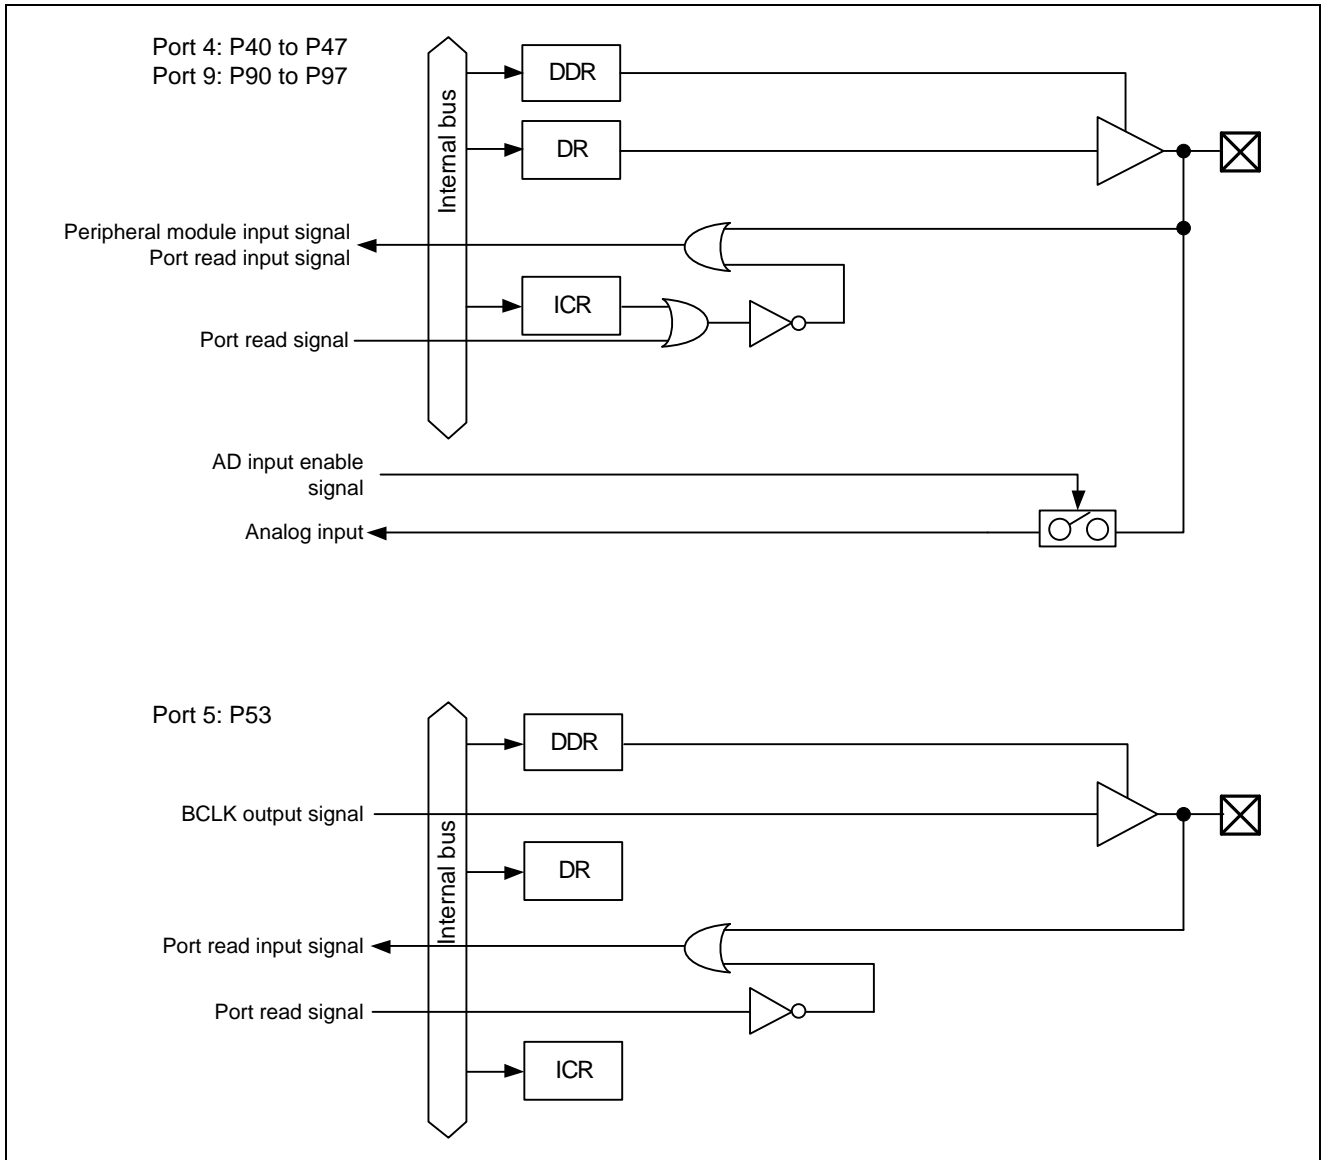 Port 4: P40 to P47
Port 9: P90 to P97
Internal bus
DDR
DR
Peripheral module input signal
Port read input signal
ICR
Port read signal
AD input enable
signal
Analog input
Port 5: P53
Internal bus
DDR
BCLK output signal
DR
Port read input signal
Port read signal
ICR